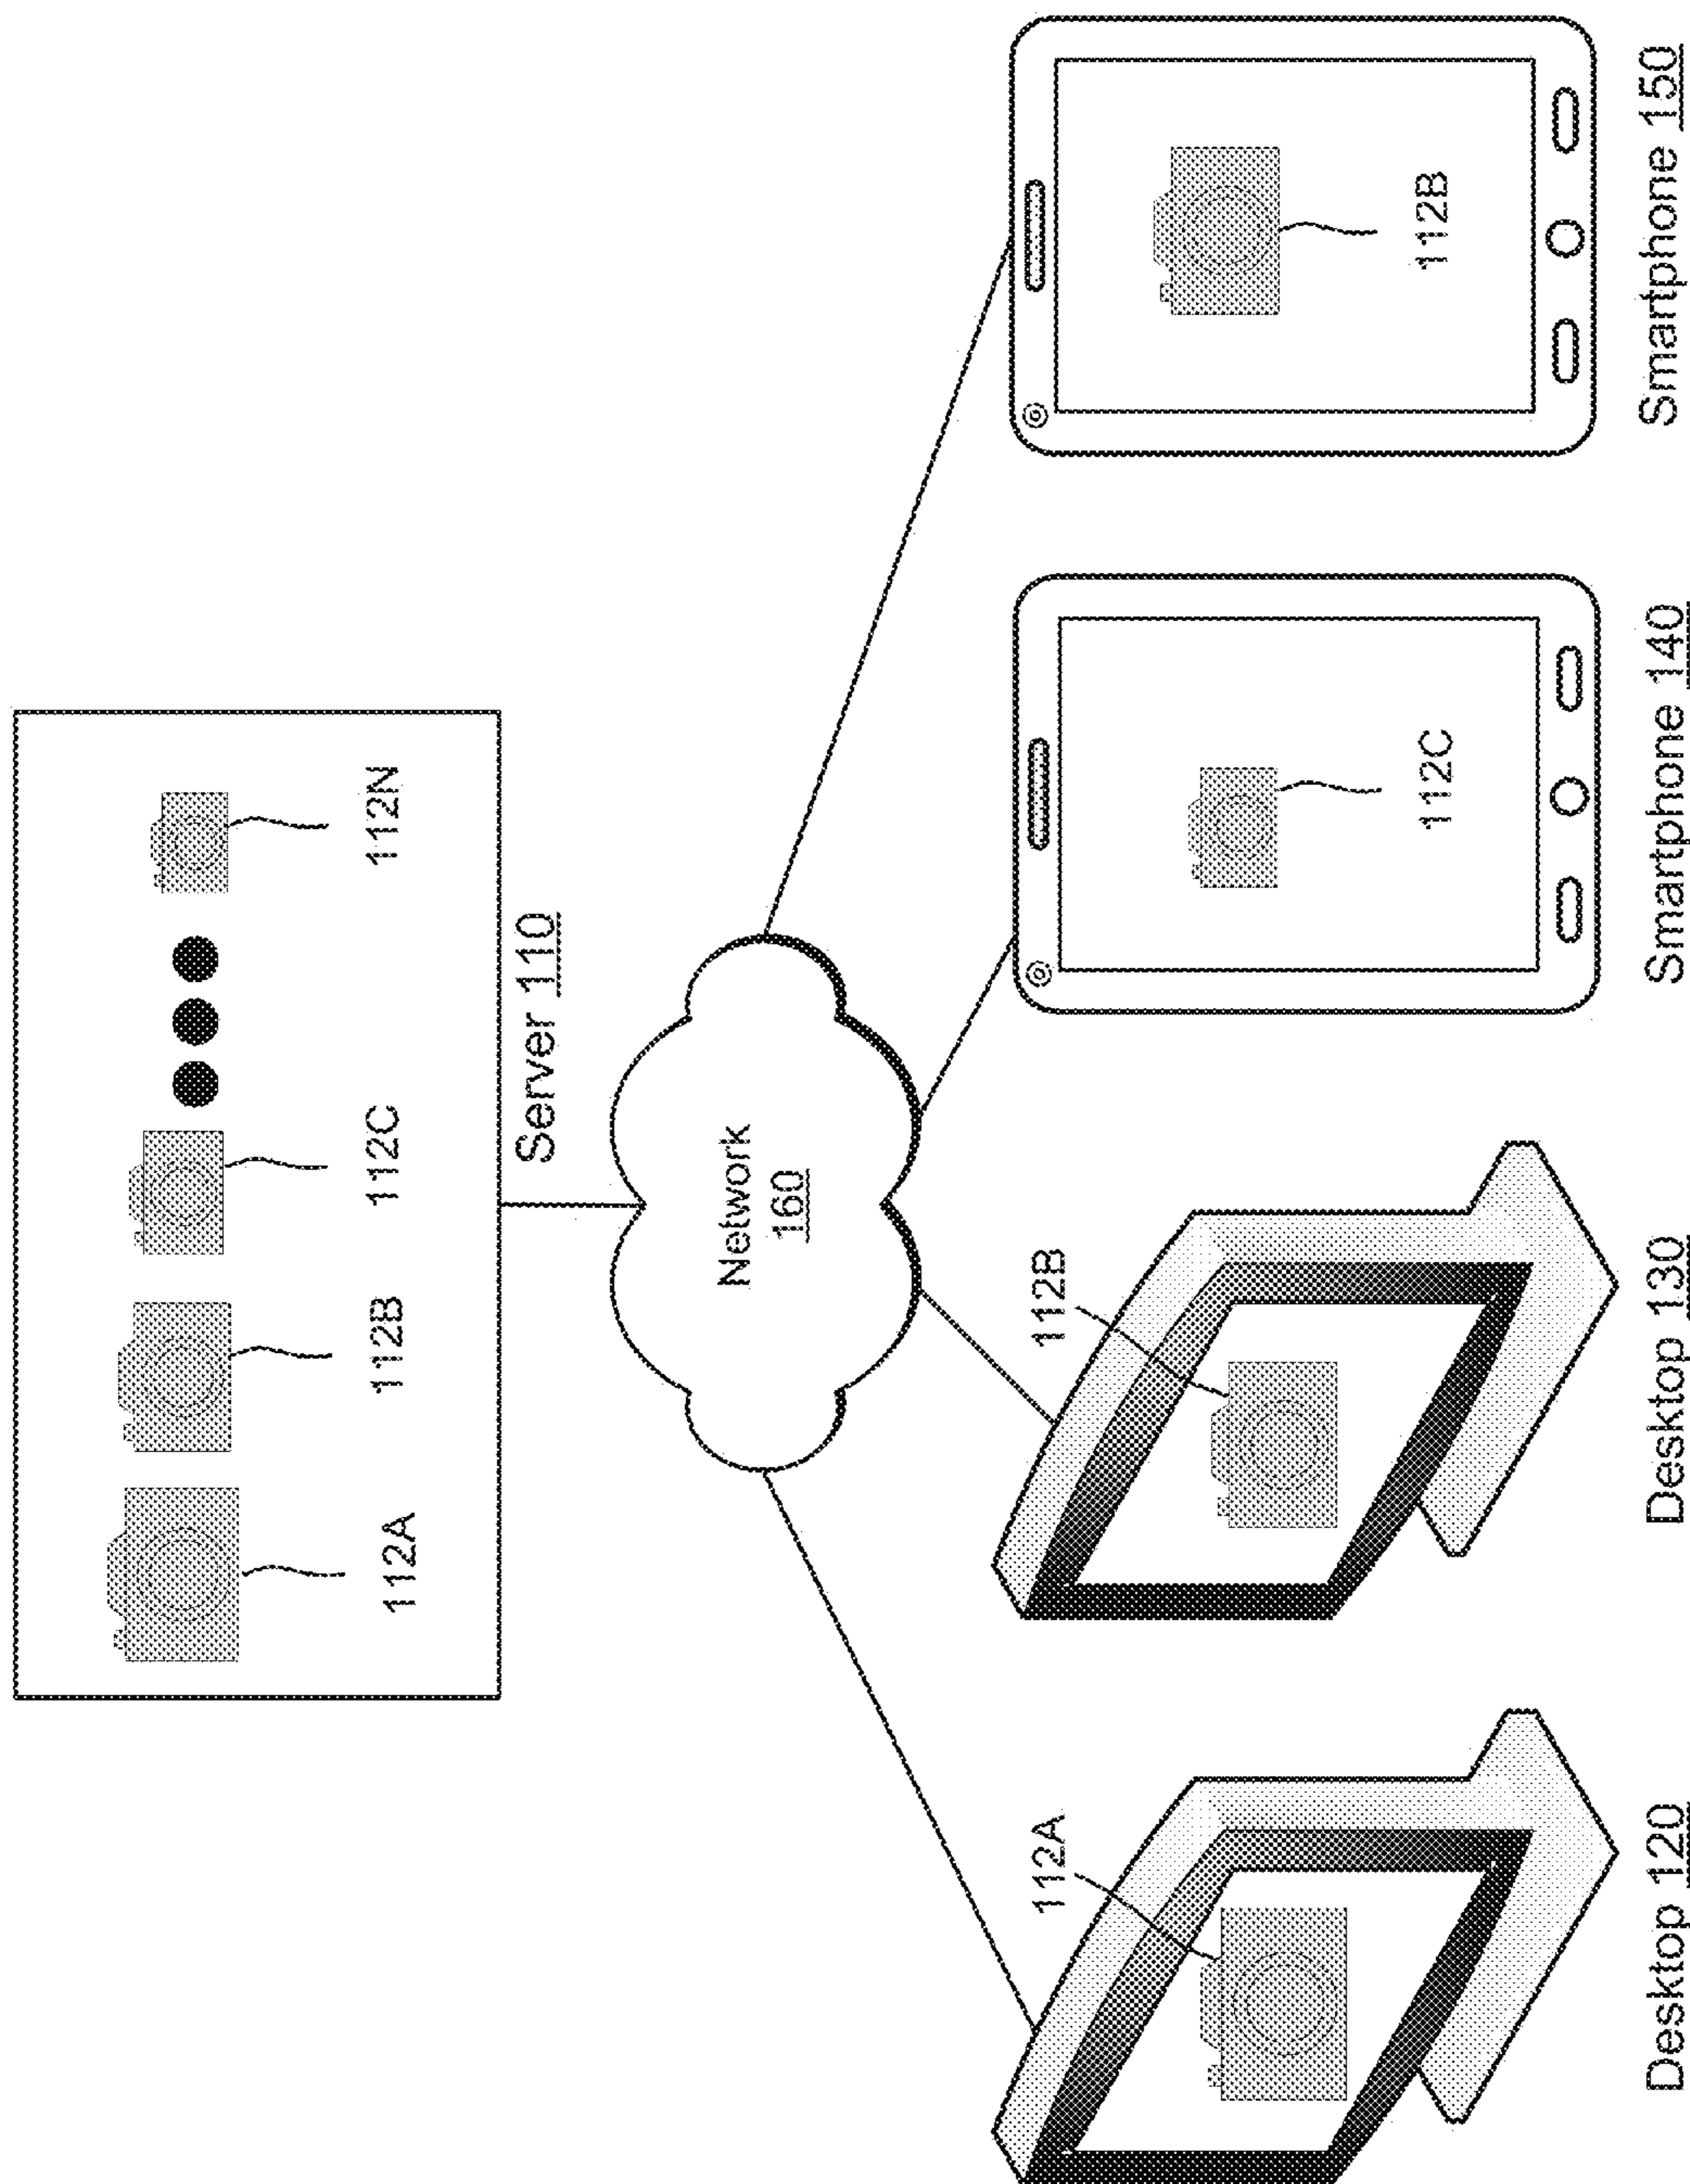 112A
112B
112C
112N
Server 110
Network
160
112A
112B
112C
112B
Desktop 120
Desktop 130
Smartphone 140
Smartphone 150